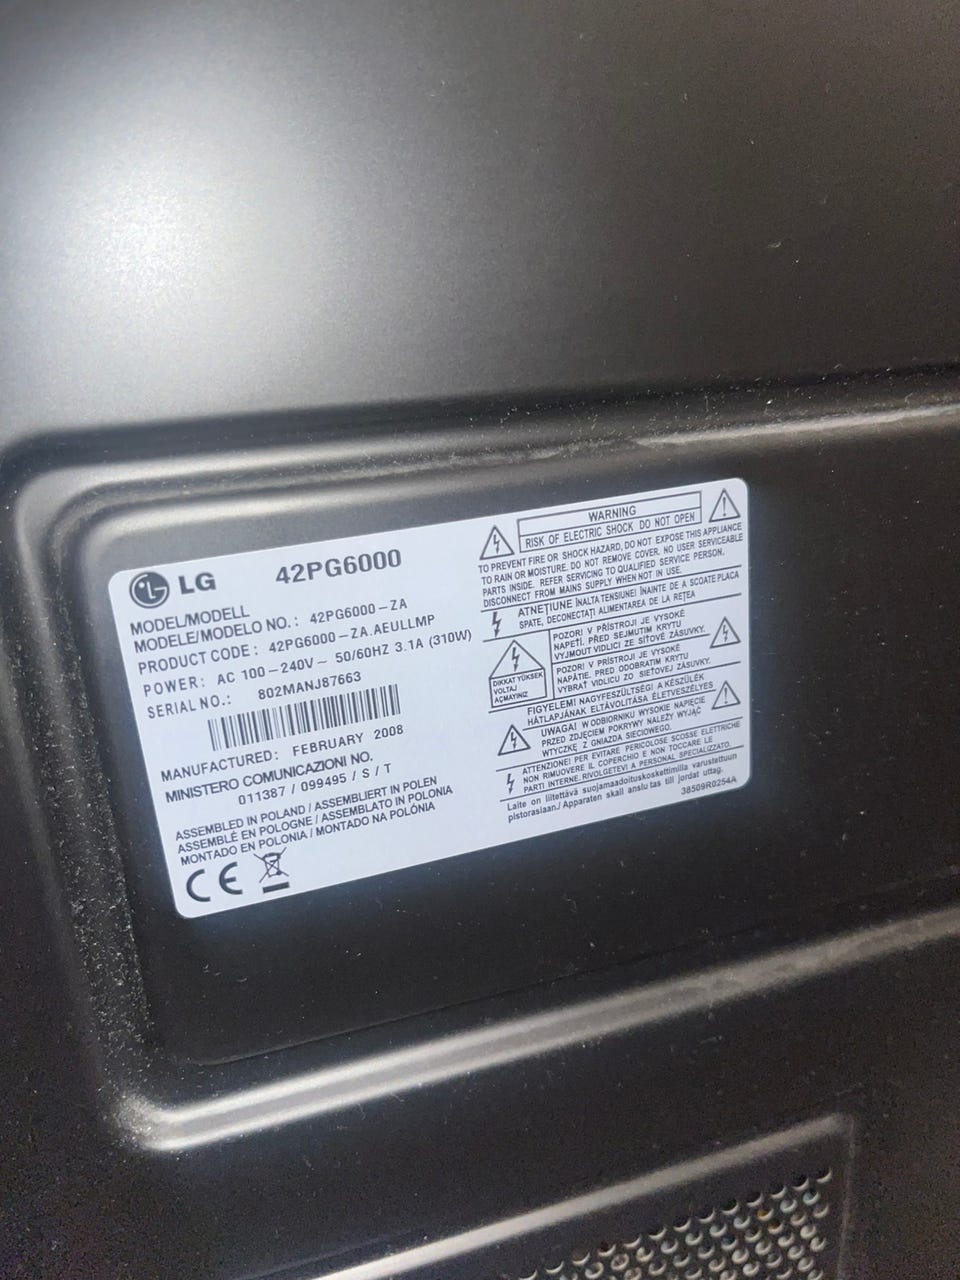 LG 42PG6000
MODEL/MODELL
MODELE/MODELO NO.: 42PG6000-ZA
PRODUCT CODE: 42PG6000-ZA.AEULLMP
POWER: AC 100-240V~ 50/60HZ 3.1A (310W)
SERIAL NO.: 802MANJ87663
MANUFACTURED: FEBRUARY 2008
MINISTERO COMUNICAZIONI NO.
011387 / 099495 / S / T
ASSEMBLED IN POLAND / ASSEMBLIERT IN POLEN
ASSEMBLÉ EN POLOGNE / ASSEMBLATO IN POLONIA
MONTADO EN POLONIA / MONTADO NA POLÓNIA
CE
WARNING
RISK OF ELECTRIC SHOCK DO NOT OPEN
TO PREVENT FIRE OR SHOCK HAZARD, DO NOT EXPOSE THIS APPLIANCE
TO RAIN OR MOISTURE. DO NOT REMOVE COVER. NO USER SERVICEABLE
PARTS INSIDE. REFER SERVICING TO QUALIFIED SERVICE PERSON.
DISCONNECT FROM MAINS SUPPLY WHEN NOT IN USE.
ATNEŢIUNE ÎNALTA TENSIUNE! ÎNAINTE DE A SCOATE PLACA
SPATE, DECONECTAŢI ALIMENTAREA DE LA REŢEA
DIKKAT YÜKSEK
VOLTAJ
AÇMAYINIZ
POZOR! V PŘÍSTROJI JE VYSOKÉ
NAPETÍ. PŘED SEJMUTIM KRYTU
VYJMOUT VIDLICI ZE SÍŤOVÉ ZÁSUVKY.
POZOR! V PRÍSTROJI JE VYSOKÉ
NAPÄTIE. PRED ODOBRATIM KRYTU
VYBRAŤ VIDLICU ZO SIEŤOVEJ ZÁSUVKY.
FIGYELEM! NAGYFESZÜLTSÉG! A KÉSZÜLÉK
HÁTLAPJÁNAK ELTÁVOLÍTÁSA ÉLETVESZÉLYES
UWAGA! W ODBIORNIKU WYSOKIE NAPIĘCIE
PRZED ZDJĘCIEM POKRYWY NALEŻY WYJĄĆ
WTYCZKĘ Z GNIAZDA SIECIOWEGO.
ATTENZIONE! PER EVITARE PERICOLOSE SCOSSE ELETTRICHE
NON RIMUOVERE IL COPERCHIO E NON TOCCARE LE
PARTI INTERNE. RIVOLGETEVI A PERSONAL SPECIALIZZATO.
Laite on liitettävä suojamaadoituskoskettimilla varustettuun
pistorasiaan./ Apparaten skall anslutas till jordat uttag.
38509R0254A